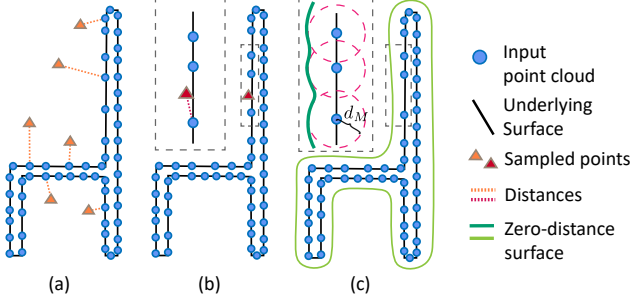 d_M
Input
point cloud
Underlying
Surface
Sampled points
Distances
Zero-distance
surface
(a)
(b)
(c)